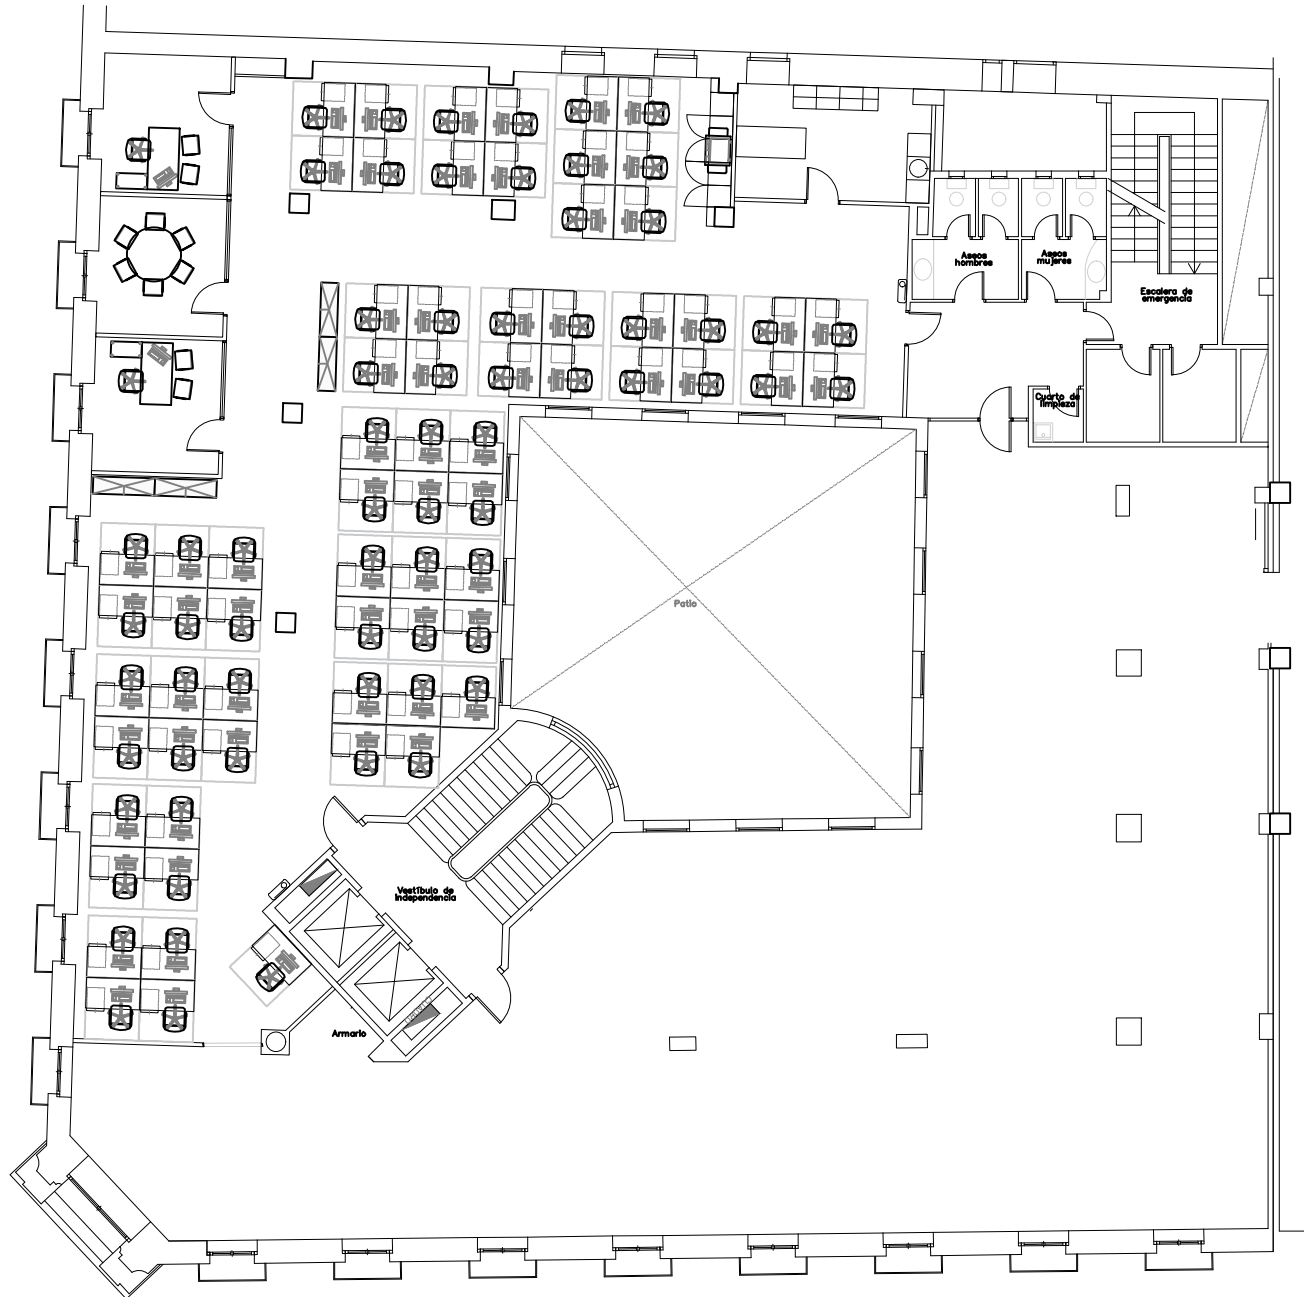 Aseos
hombres
Aseos
mujeres
Escalera de
emergencia
Cuarto de
limpieza
Patio
Vestíbulo de
Independencia
Armario